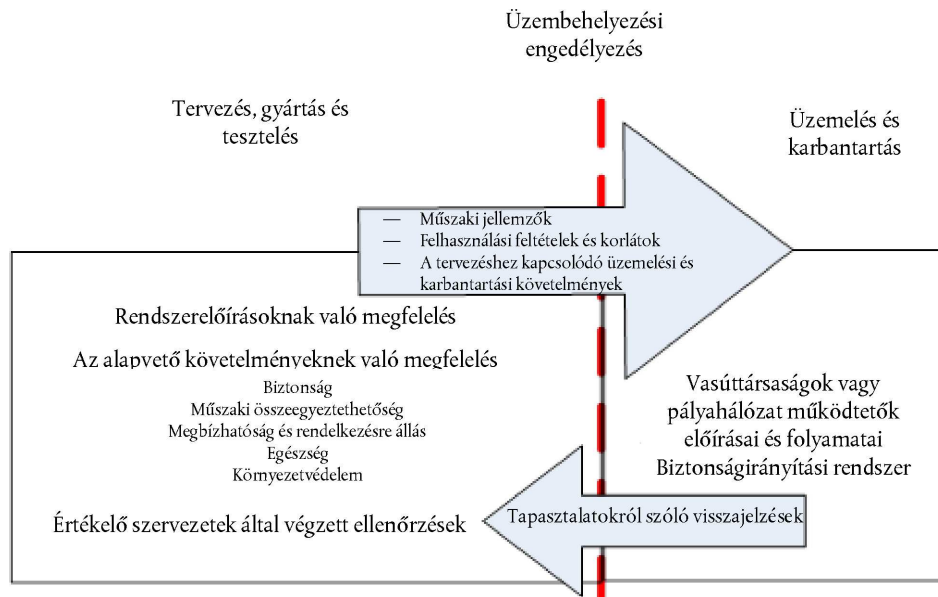 Üzembehelyezési
engedélyezés
Tervezés, gyártás és
tesztelés
Üzemelés és
karbantartás
— Műszaki jellemzők
— Felhasználási feltételek és korlátok
— A tervezéshez kapcsolódó üzemelési és
karbantartási követelmények
Rendszerelőírásoknak való megfelelés
Az alapvető követelményeknek való megfelelés
Biztonság
Műszaki összeegyeztethetőség
Megbízhatóság és rendelkezésre állás
Egészség
Környezetvédelem
Értékelő szervezetek által végzett ellenőrzések
Vasúttársaságok vagy
pályahálózat működtetők
előírásai és folyamatai
Biztonságirányítási rendszer
Tapasztalatokról szóló visszajelzések